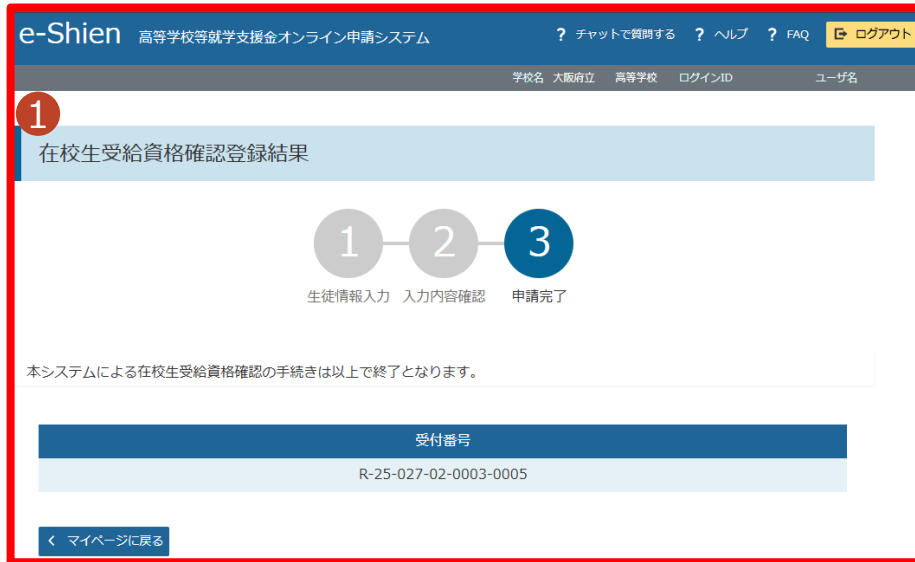 e-Shien 高等学校等就学支援金オンライン申請システム ? チャットで質問する ? ヘルプ ? FAQ ログアウト
学校名 大阪府立 高等学校 ログインID ユーザ名
1
在校生受給資格確認登録結果
1 2 3
生徒情報入力 入力内容確認 申請完了
本システムによる在校生受給資格確認の手続きは以上で終了となります。
受付番号
R-25-027-02-0003-0005
マイページに戻る